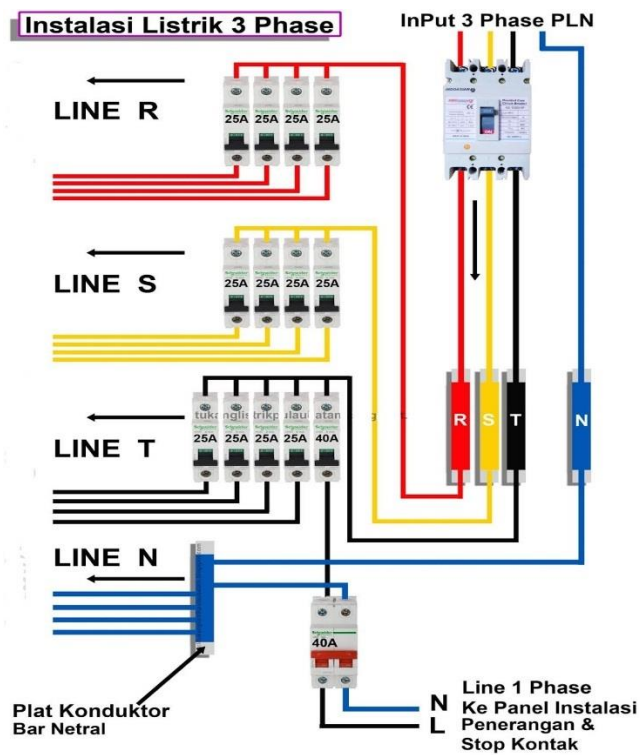 Instalasi Listrik 3 Phase
InPut 3 Phase PLN
LINE R
25A 25A 25A 25A
LINE S
25A 25A 25A 25A
R S T N
LINE T
25A 25A 25A 25A 40A
LINE N
40A
Plat Konduktor
Bar Netral
N
L
Line 1 Phase
Ke Panel Instalasi
Penerangan &
Stop Kontak